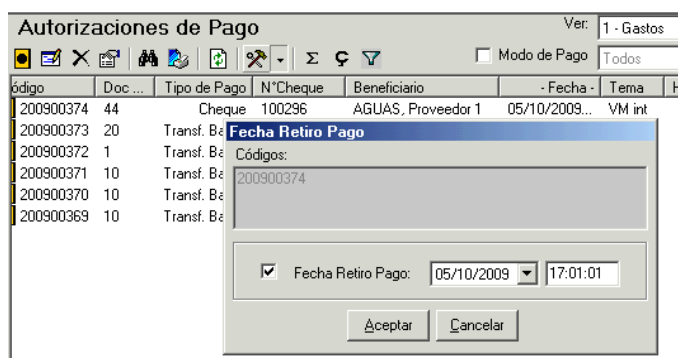 Autorizaciones de Pago Ver: 1 - Gastos
Σ Ç Modo de Pago Todos
ódigo Doc ... Tipo de Pago N°Cheque Beneficiario - Fecha - Tema H
200900374 44 Cheque 100296 AGUAS, Proveedor 1 05/10/2009... VM int
200900373 20 Transf. Ba
200900372 1 Transf. Ba
200900371 10 Transf. Ba
200900370 10 Transf. Ba
200900369 10 Transf. Ba
Fecha Retiro Pago
Códigos:
200900374
Fecha Retiro Pago: 05/10/2009 17:01:01
Aceptar Cancelar